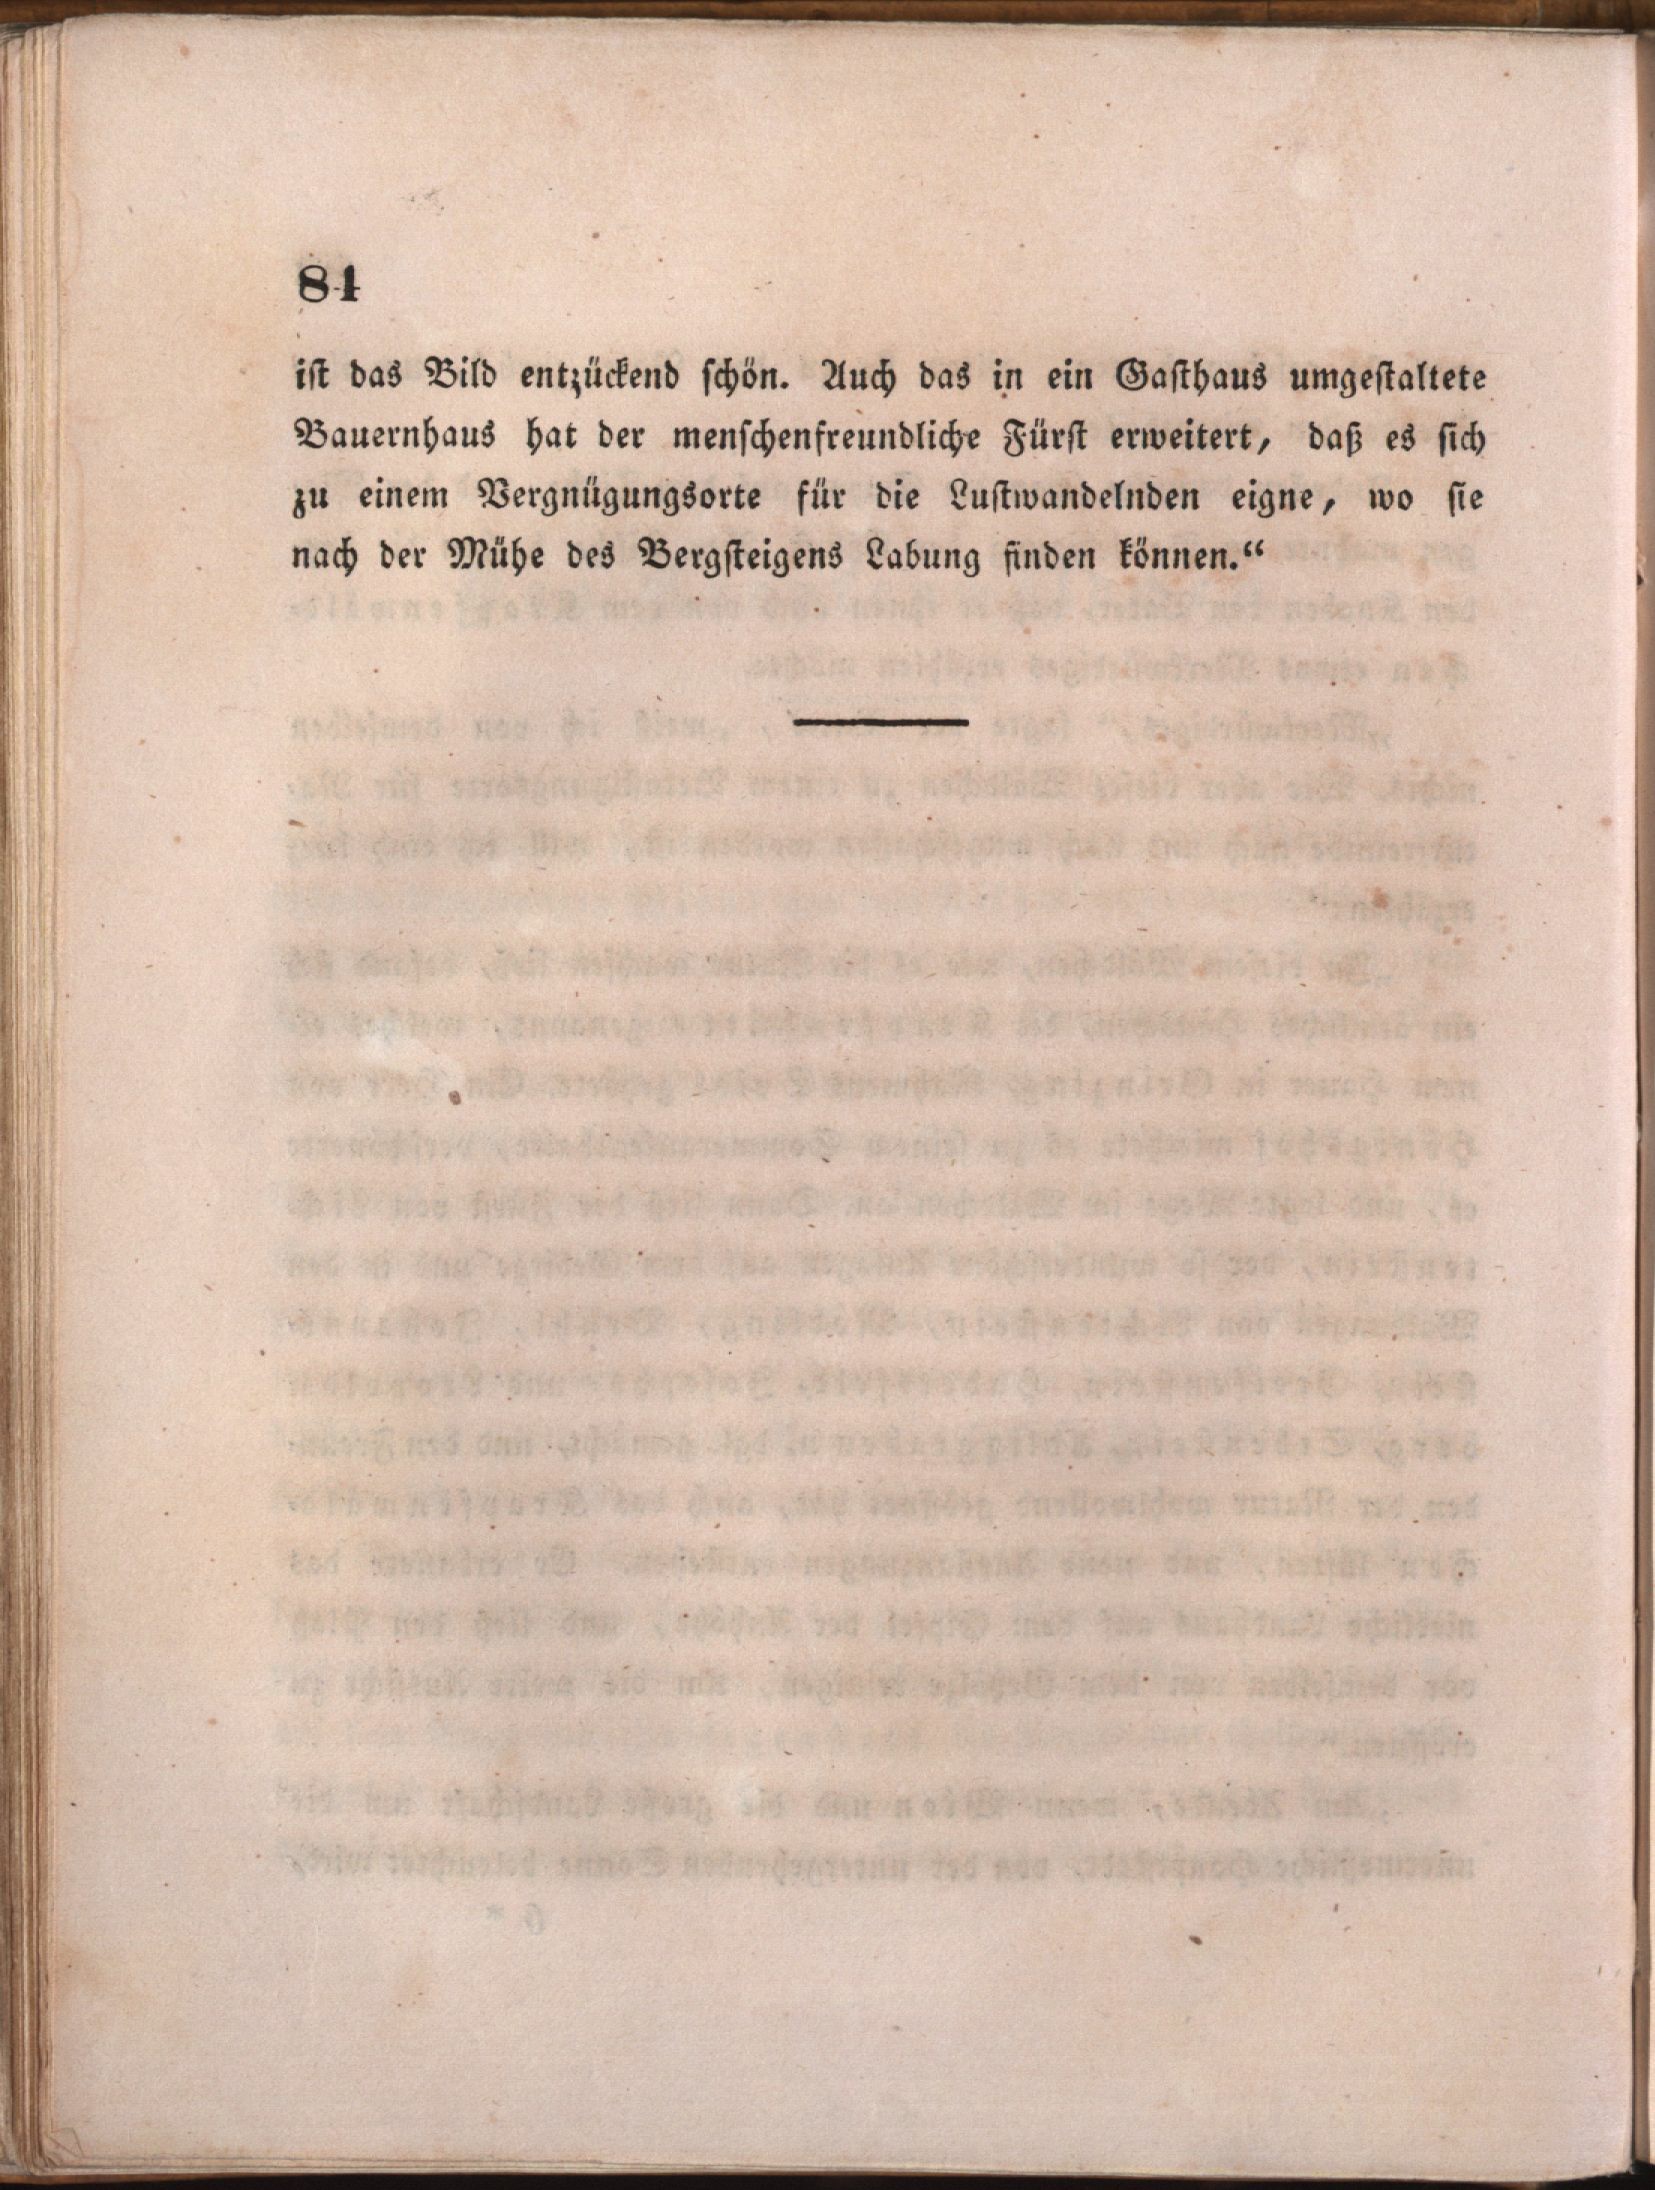 84
ist das Bild entzückend schön. Auch das in ein Gasthaus umgestaltete
Bauernhaus hat der menschenfreundliche Fürst erweitert, daß es sich
zu einem Vergnügungsorte für die Lustwandelnden eigne, wo sie
nach der Mühe des Bergsteigens Labung finden können.“